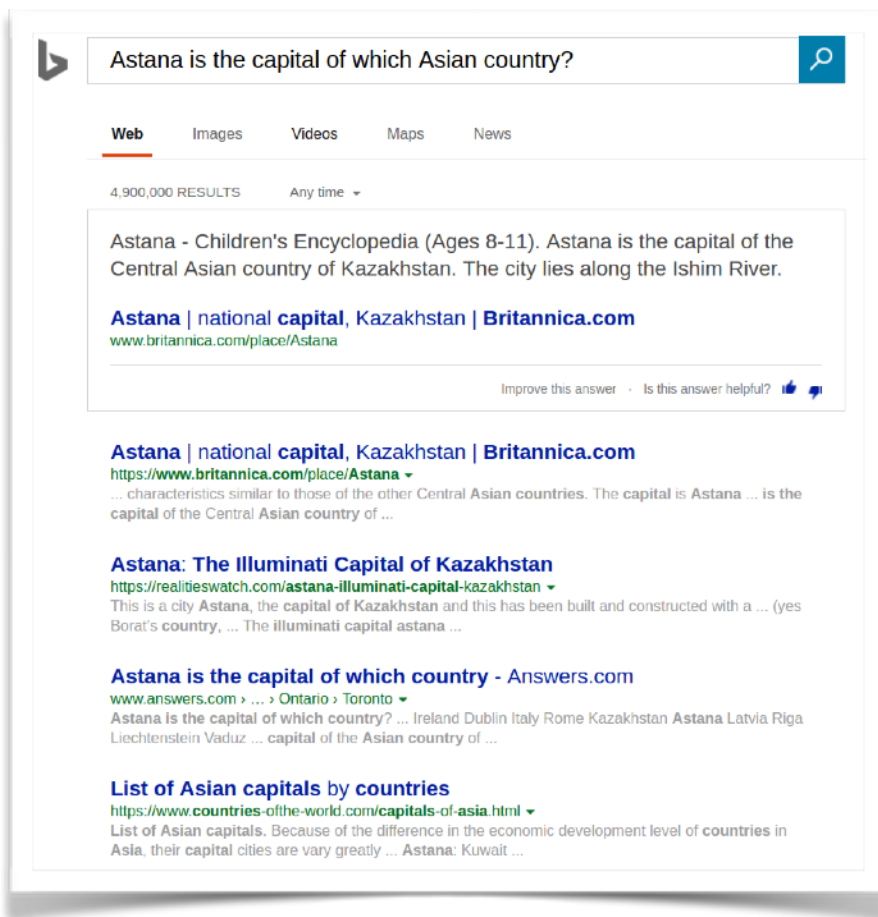 Astana is the capital of which Asian country?
Web Images Videos Maps News
4,900,000 RESULTS Any time
Astana - Children's Encyclopedia (Ages 8-11). Astana is the capital of the
Central Asian country of Kazakhstan. The city lies along the Ishim River.
Astana | national capital, Kazakhstan | Britannica.com
www.britannica.com/place/Astana
Improve this answer · Is this answer helpful?
Astana | national capital, Kazakhstan | Britannica.com
https://www.britannica.com/place/Astana
... characteristics similar to those of the other Central Asian countries. The capital is Astana ... is the
capital of the Central Asian country of ...
Astana: The Illuminati Capital of Kazakhstan
https://realitieswatch.com/astana-illuminati-capital-kazakhstan
This is a city Astana, the capital of Kazakhstan and this has been built and constructed with a ... (yes
Borat's country, ... The illuminati capital astana ...
Astana is the capital of which country - Answers.com
www.answers.com › ... › Ontario › Toronto
Astana is the capital of which country? ... Ireland Dublin Italy Rome Kazakhstan Astana Latvia Riga
Liechtenstein Vaduz ... capital of the Asian country of ...
List of Asian capitals by countries
https://www.countries-ofthe-world.com/capitals-of-asia.html
List of Asian capitals. Because of the difference in the economic development level of countries in
Asia, their capital cities are vary greatly ... Astana: Kuwait ...